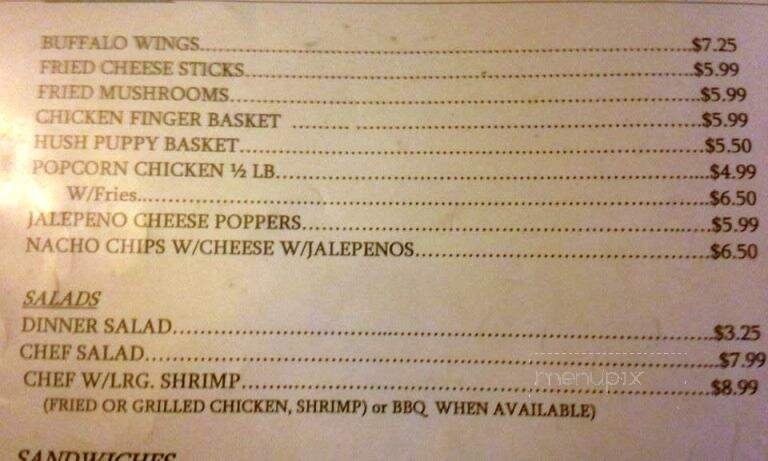 BUFFALO WINGS..........$7.25
FRIED CHEESE STICKS..........$5.99
FRIED MUSHROOMS..........$5.99
CHICKEN FINGER BASKET ..........$5.99
HUSH PUPPY BASKET..........$5.50
POPCORN CHICKEN ½ LB..........$4.99
W/Fries..........$6.50
JALEPENO CHEESE POPPERS..........$5.99
NACHO CHIPS W/CHEESE W/JALEPENOS..........$6.50
SALADS
DINNER SALAD..........$3.25
CHEF SALAD..........$7.99
CHEF W/LRG. SHRIMP..........$8.99
menupix
(FRIED OR GRILLED CHICKEN, SHRIMP) or BBQ WHEN AVAILABLE)
SANDWICHES